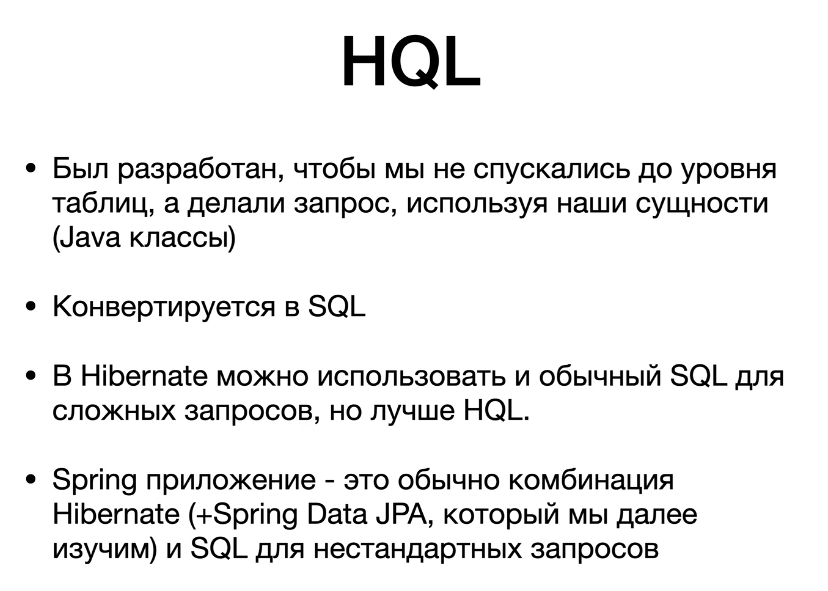 HQL
• Был разработан, чтобы мы не спускались до уровня
таблиц, а делали запрос, используя наши сущности
(Java классы)
• Конвертируется в SQL
• В Hibernate можно использовать и обычный SQL для
сложных запросов, но лучше HQL.
• Spring приложение - это обычно комбинация
Hibernate (+Spring Data JPA, который мы далее
изучим) и SQL для нестандартных запросов